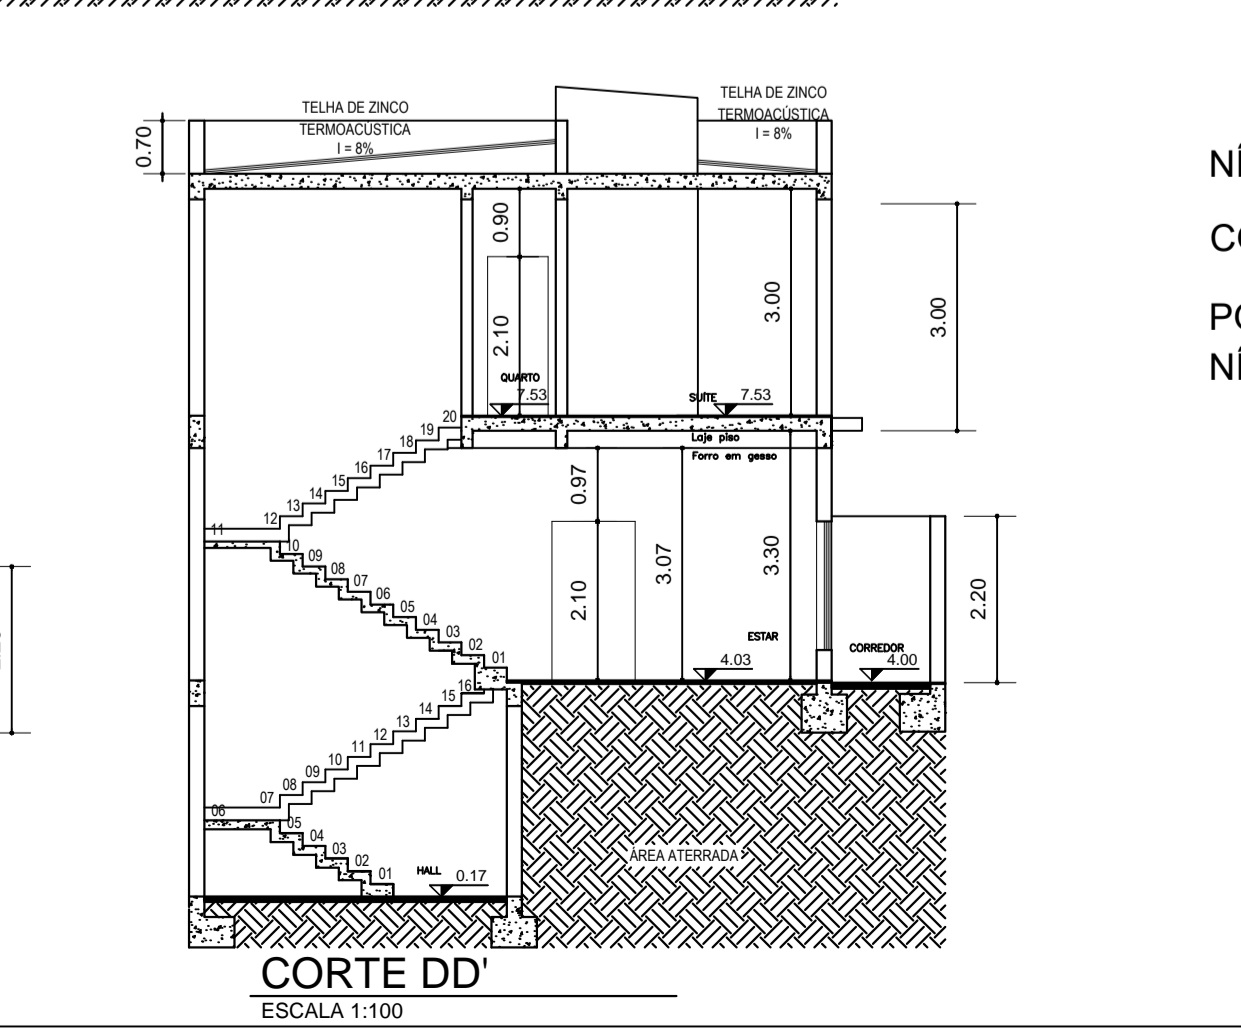 TELHA DE ZINCO
TERMOACÚSTICA
I = 8%
TELHA DE ZINCO
TERMOACÚSTICA
I = 8%
0.70
0.90
2.10
3.00
3.00
QUARTO
7.53
SUÍTE
7.53
Laje piso
Forro em gesso
20
19
18
17
16
15
14
13
12
11
10
09
08
07
06
05
04
03
02
01
0.97
2.10
3.07
3.30
2.20
ESTAR
4.03
CORREDOR
4.00
16
15
14
13
12
11
10
09
08
07
06
05
04
03
02
01
HALL
0.17
ÁREA ATERRADA
CORTE DD'
ESCALA 1:100
NÍ
PO
NÍ